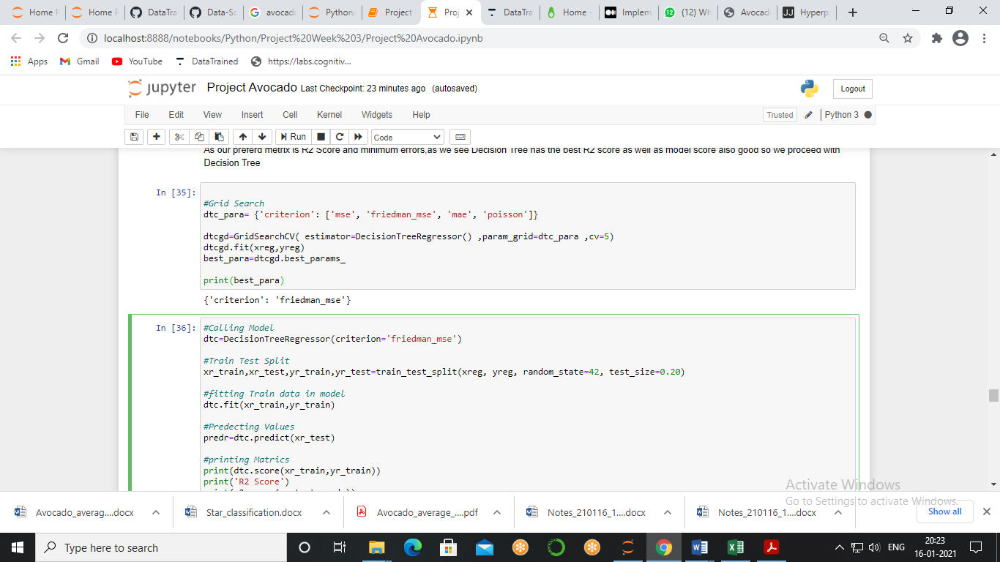 Home P
Home P
DataTra
Data-Sc
avocado
Python/
Project
Proj
DataTra
Home -
Implem
(12) Wh
Avocad
Hyperp
localhost:8888/notebooks/Python/Project%20Week%203/Project%20Avocado.ipynb
Apps
Gmail
YouTube
DataTrained
https://labs.cognitiv...
jupyter Project Avocado Last Checkpoint: 23 minutes ago (autosaved)
Logout
File Edit View Insert Cell Kernel Widgets Help
Trusted
Python 3
Run
Code
As our preferd metrix is R2 Score and minimum errors,as we see Decision Tree has the best R2 score as well as model score also good so we proceed with
Decision Tree
In [35]:
#Grid Search
dtc_para= {'criterion': ['mse', 'friedman_mse', 'mae', 'poisson']}
dtcgd=GridSearchCV( estimator=DecisionTreeRegressor() ,param_grid=dtc_para ,cv=5)
dtcgd.fit(xreg,yreg)
best_para=dtcgd.best_params_
print(best_para)
{'criterion': 'friedman_mse'}
In [36]: #Calling Model
dtc=DecisionTreeRegressor(criterion='friedman_mse')
#Train Test Split
xr_train,xr_test,yr_train,yr_test=train_test_split(xreg, yreg, random_state=42, test_size=0.20)
#fitting Train data in model
dtc.fit(xr_train,yr_train)
#Predecting Values
predr=dtc.predict(xr_test)
#printing Matrics
print(dtc.score(xr_train,yr_train))
print('R2 Score')
Activate Windows
Go to Settings to activate Windows.
Avocado_averag....docx
Star_classification.docx
Avocado_average_....pdf
Notes_210116_1....docx
Notes_210116_1....docx
Show all
Type here to search
ENG
20:23
16-01-2021